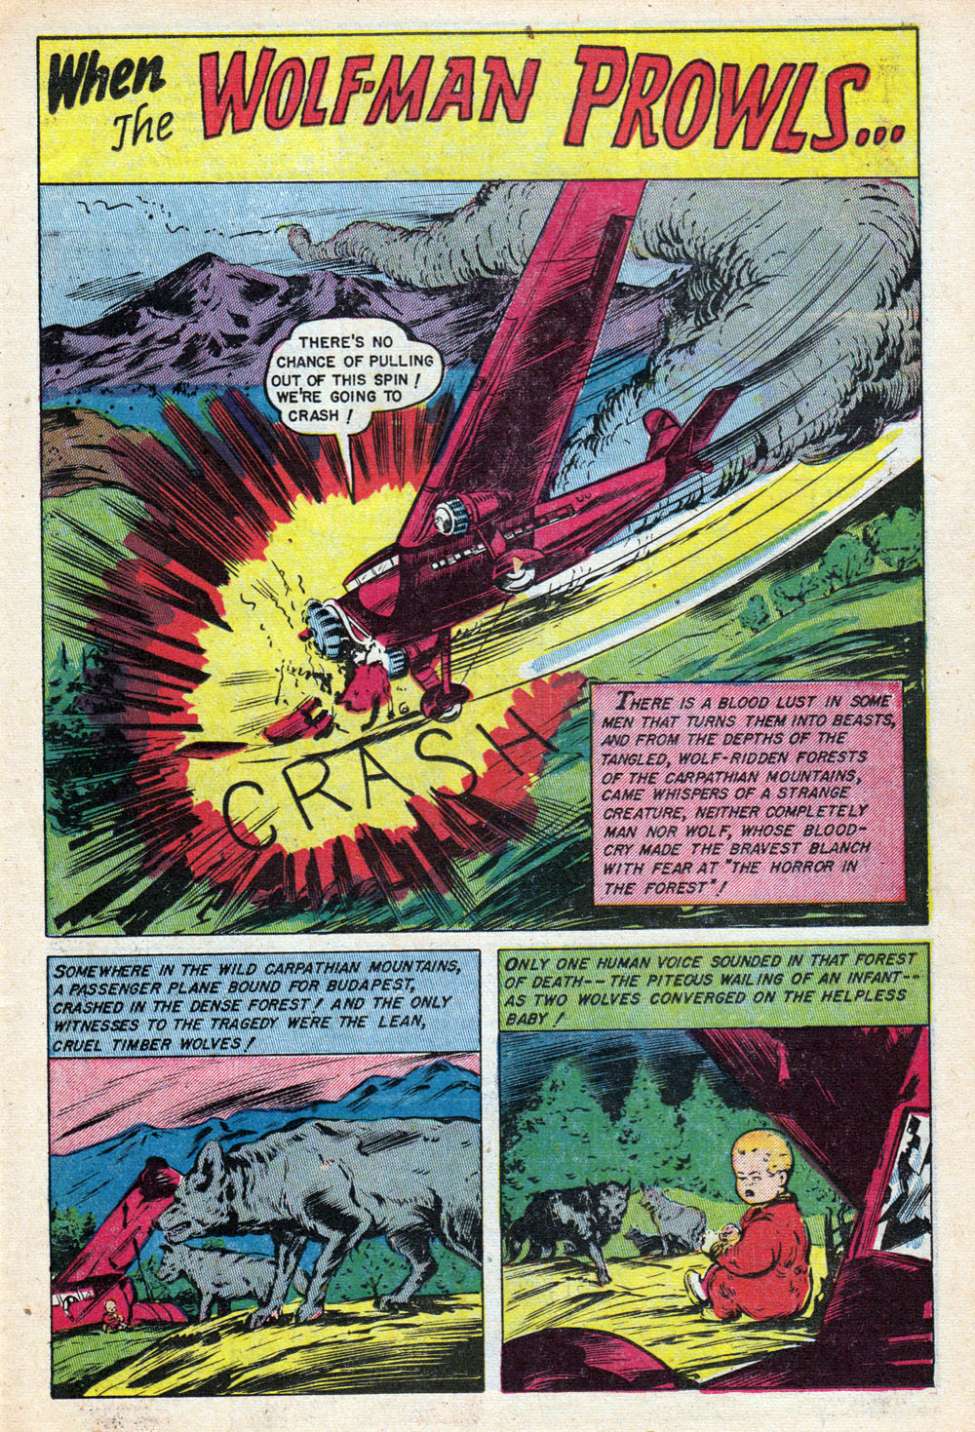 When
The WOLF-MAN PROWLS...
THERE'S NO
CHANCE OF PULLING
OUT OF THIS SPIN!
WE'RE GOING TO
CRASH!
CRASH
THERE IS A BLOOD LUST IN SOME
MEN THAT TURNS THEM INTO BEASTS,
AND FROM THE DEPTHS OF THE
TANGLED, WOLF-RIDDEN FORESTS
OF THE CARPATHIAN MOUNTAINS,
CAME WHISPERS OF A STRANGE
CREATURE, NEITHER COMPLETELY
MAN NOR WOLF, WHOSE BLOOD-
CRY MADE THE BRAVEST BLANCH
WITH FEAR AT "THE HORROR IN
THE FOREST"!
SOMEWHERE IN THE WILD CARPATHIAN MOUNTAINS,
A PASSENGER PLANE BOUND FOR BUDAPEST,
CRASHED IN THE DENSE FOREST! AND THE ONLY
WITNESSES TO THE TRAGEDY WERE THE LEAN,
CRUEL TIMBER WOLVES!
ONLY ONE HUMAN VOICE SOUNDED IN THAT FOREST
OF DEATH--THE PITEOUS WAILING OF AN INFANT--
AS TWO WOLVES CONVERGED ON THE HELPLESS
BABY!